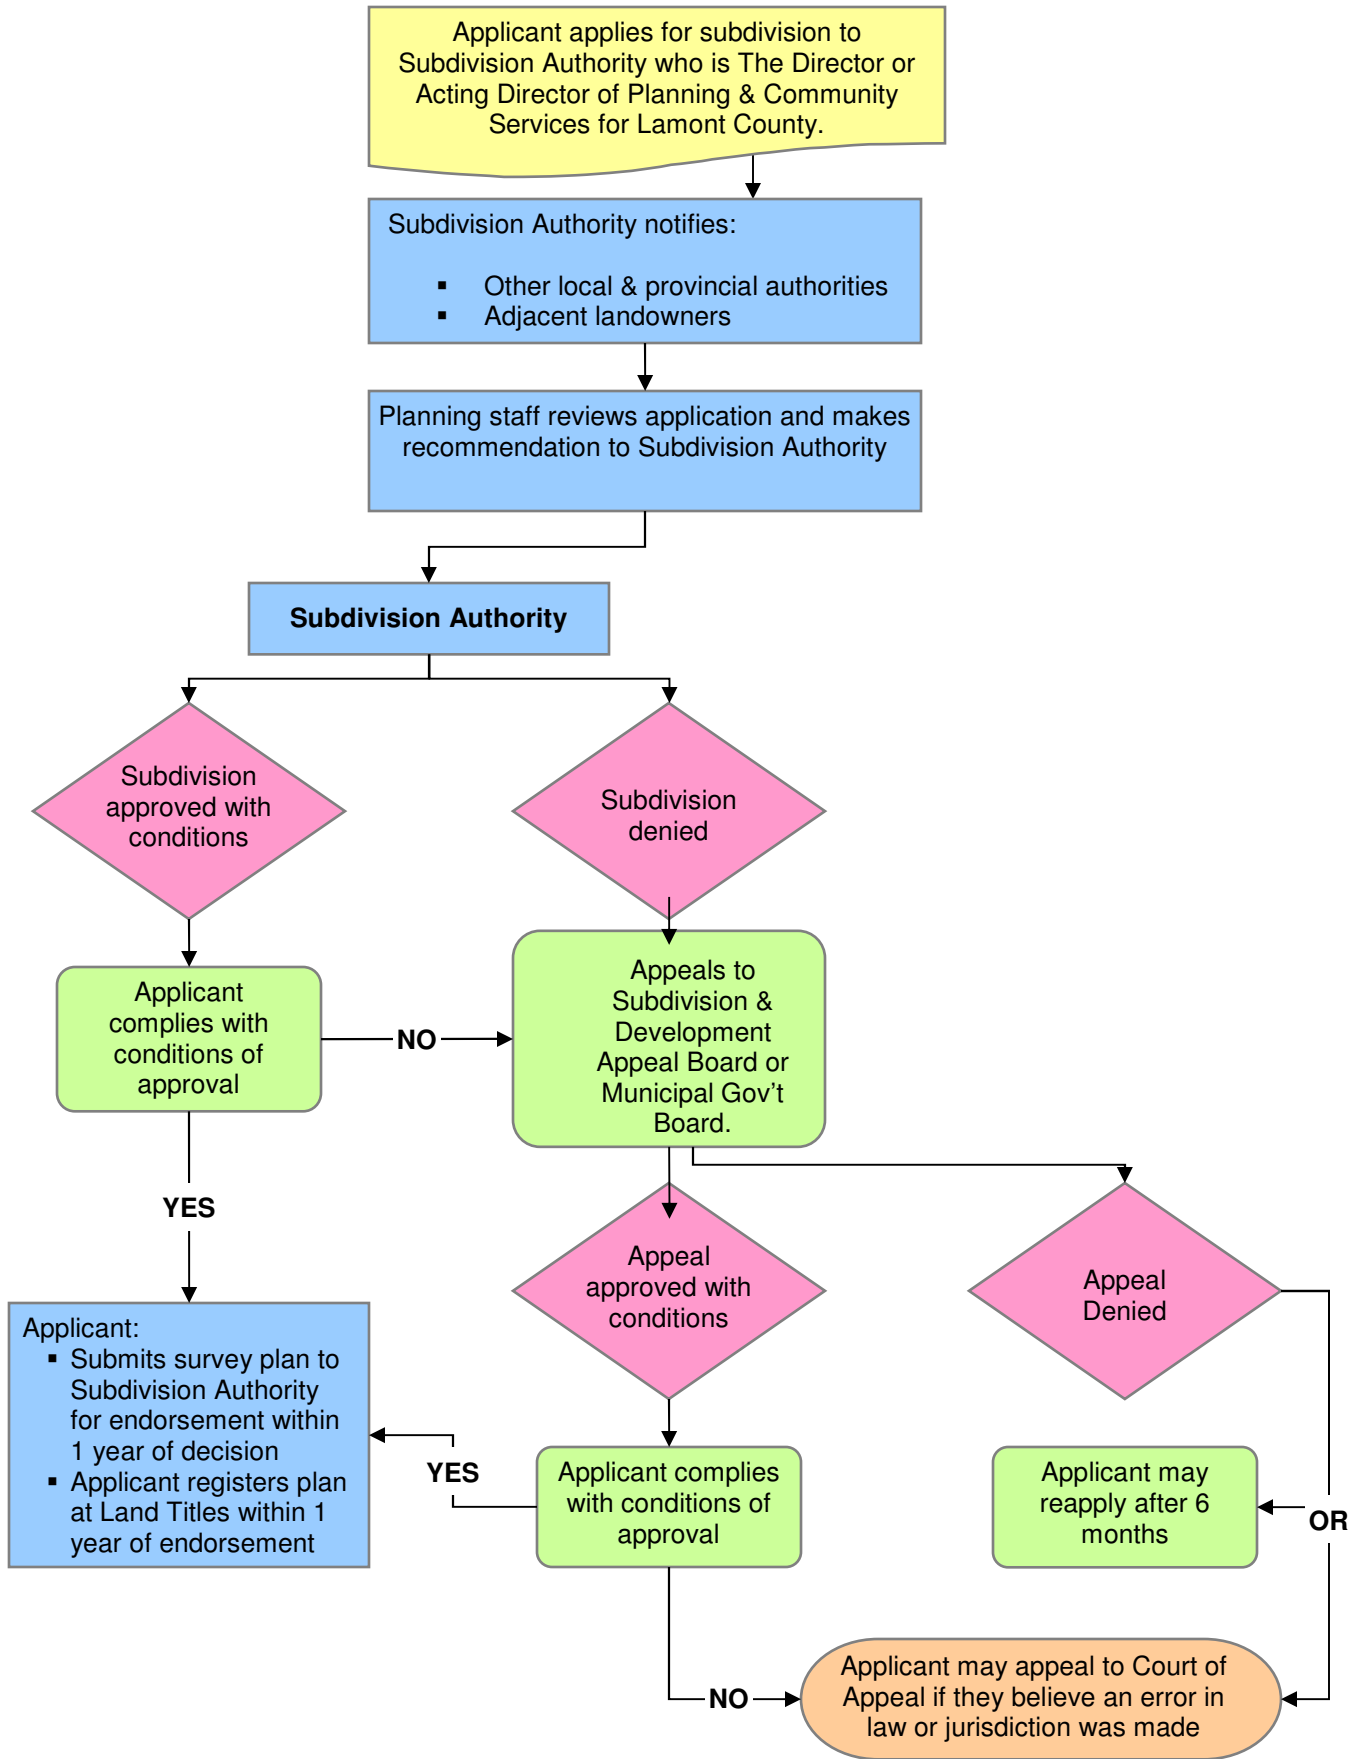 Applicant applies for subdivision to
Subdivision Authority who is The Director or
Acting Director of Planning & Community
Services for Lamont County.
Subdivision Authority notifies:
▪ Other local & provincial authorities
▪ Adjacent landowners
Planning staff reviews application and makes
recommendation to Subdivision Authority
Subdivision Authority
Subdivision
approved with
conditions
Subdivision
denied
Applicant
complies with
conditions of
approval
NO
Appeals to
Subdivision &
Development
Appeal Board or
Municipal Gov’t
Board.
YES
Appeal
approved with
conditions
Appeal
Denied
Applicant:
▪ Submits survey plan to
Subdivision Authority
for endorsement within
1 year of decision
▪ Applicant registers plan
at Land Titles within 1
year of endorsement
YES
Applicant complies
with conditions of
approval
Applicant may
reapply after 6
months
OR
NO
Applicant may appeal to Court of
Appeal if they believe an error in
law or jurisdiction was made